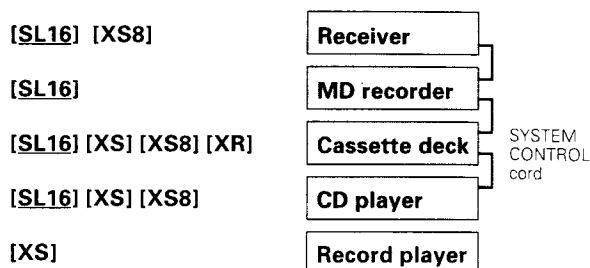 [SL16] [XS8] Receiver
[SL16] MD recorder
[SL16] [XS] [XS8] [XR] Cassette deck
SYSTEM
CONTROL
cord
[SL16] [XS] [XS8] CD player
[XS] Record player